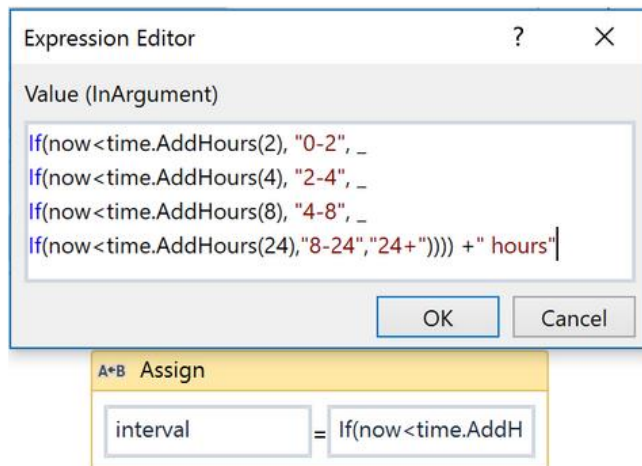 Expression Editor ? ×
Value (InArgument)
If(now<time.AddHours(2), "0-2", _
If(now<time.AddHours(4), "2-4", _
If(now<time.AddHours(8), "4-8", _
If(now<time.AddHours(24),"8-24","24+")))) +" hours"
OK Cancel
A+B Assign
interval = If(now<time.AddH